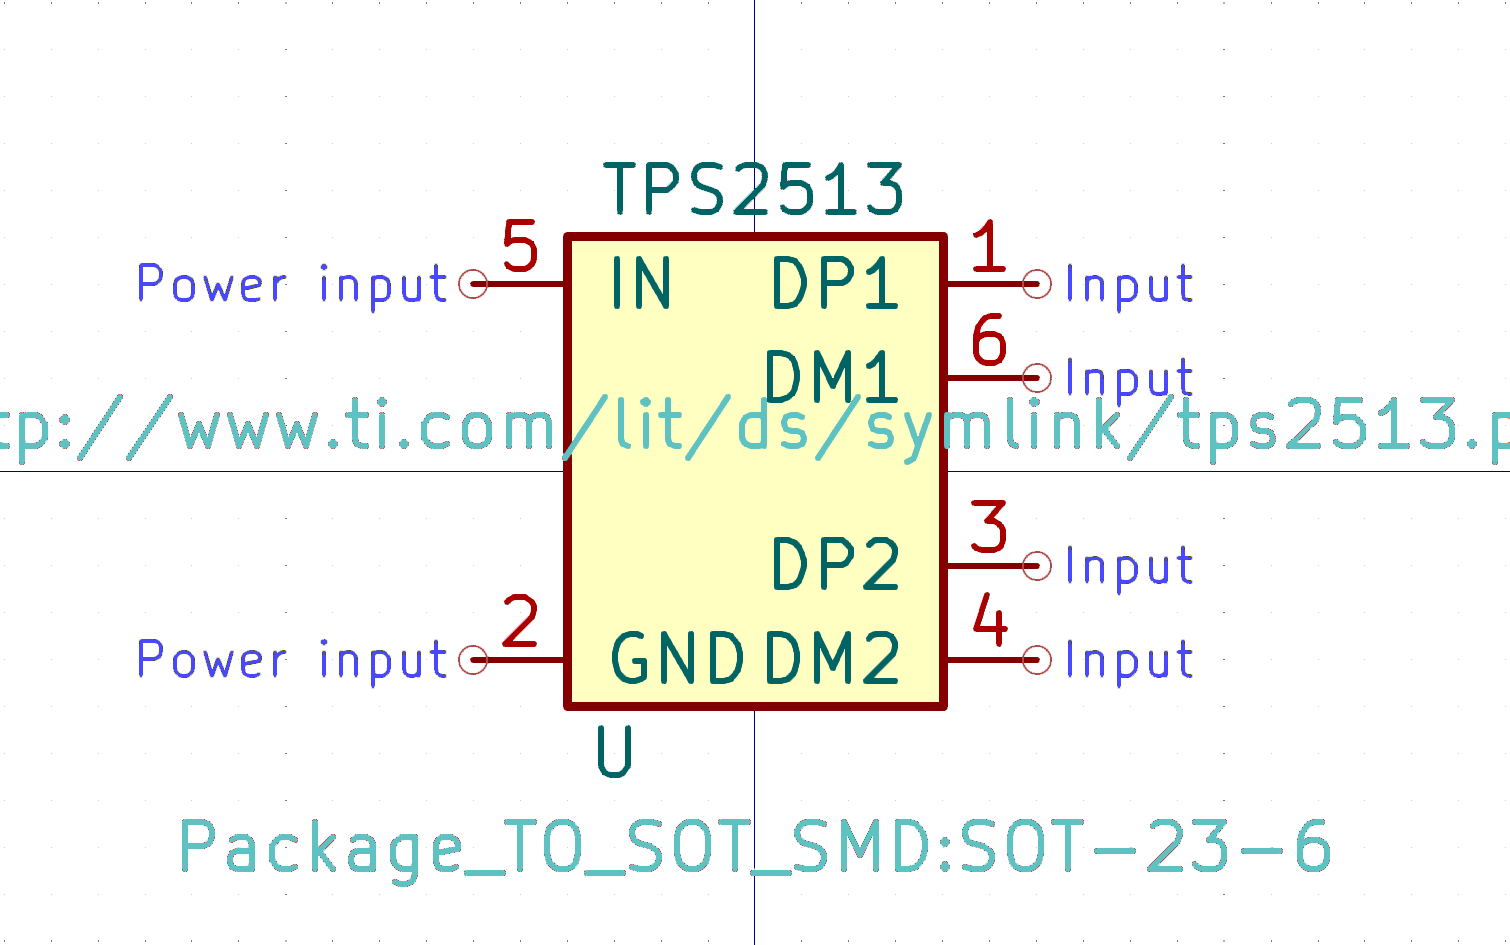 TPS2513
5 1
Power input IN DP1 Input
6
DM1 Input
tp://www.ti.com/lit/ds/symlink/tps2513.p
3
DP2 Input
2 4
Power input GND DM2 Input
U
Package_TO_SOT_SMD:SOT-23-6